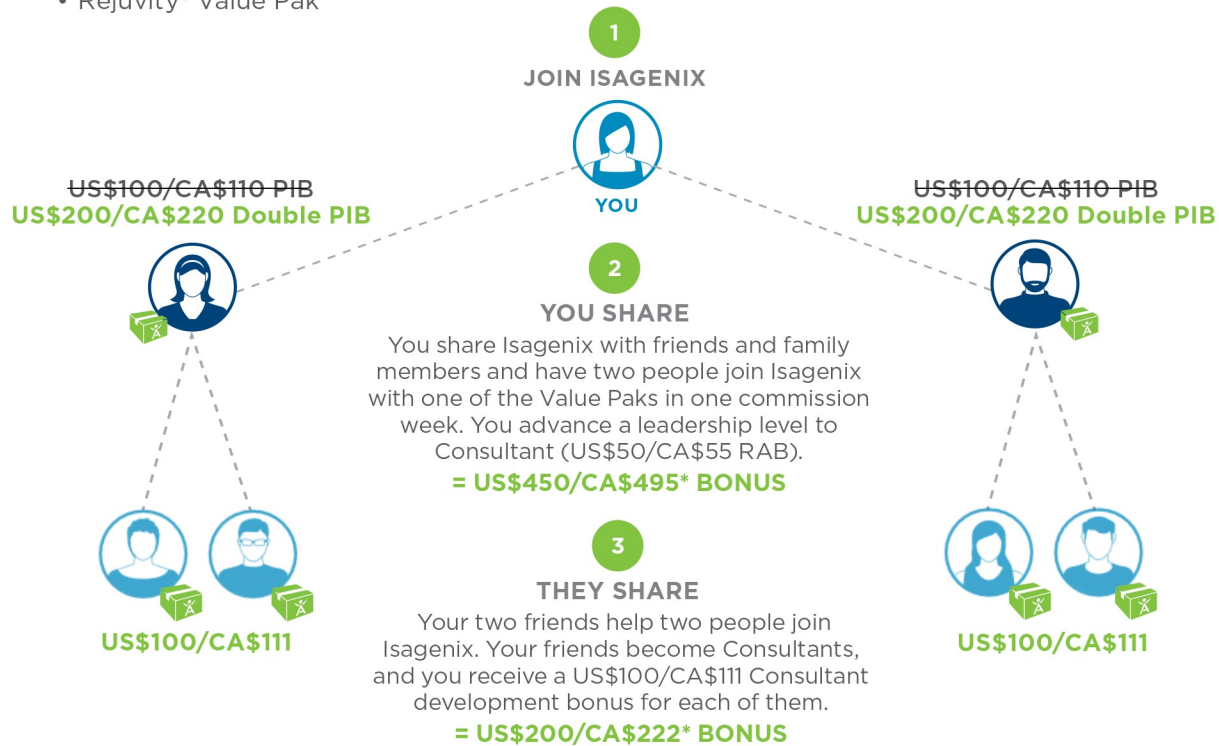 • Rejuvity® Value Pak
1
JOIN ISAGENIX
YOU
US$100/CA$110 PIB
US$200/CA$220 Double PIB
US$100/CA$110 PIB
US$200/CA$220 Double PIB
2
YOU SHARE
You share Isagenix with friends and family
members and have two people join Isagenix
with one of the Value Paks in one commission
week. You advance a leadership level to
Consultant (US$50/CA$55 RAB).
= US$450/CA$495* BONUS
3
THEY SHARE
Your two friends help two people join
Isagenix. Your friends become Consultants,
and you receive a US$100/CA$111 Consultant
development bonus for each of them.
= US$200/CA$222* BONUS
US$100/CA$111
US$100/CA$111